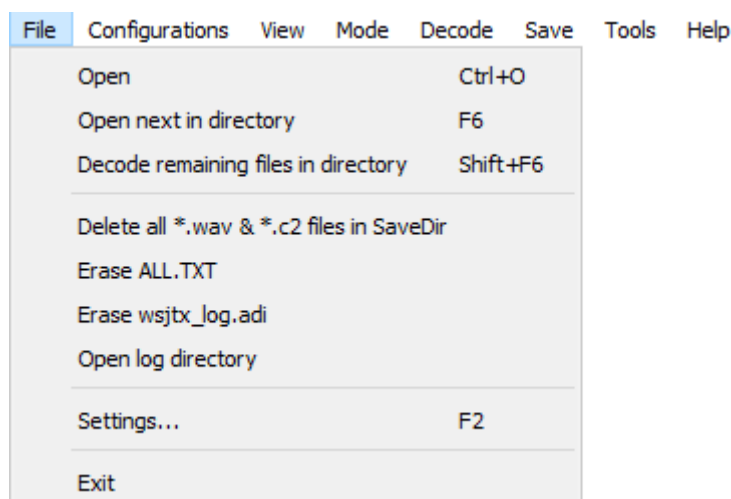 File Configurations View Mode Decode Save Tools Help
Open Ctrl+O
Open next in directory F6
Decode remaining files in directory Shift+F6
Delete all *.wav & *.c2 files in SaveDir
Erase ALL.TXT
Erase wsjtx_log.adi
Open log directory
Settings... F2
Exit